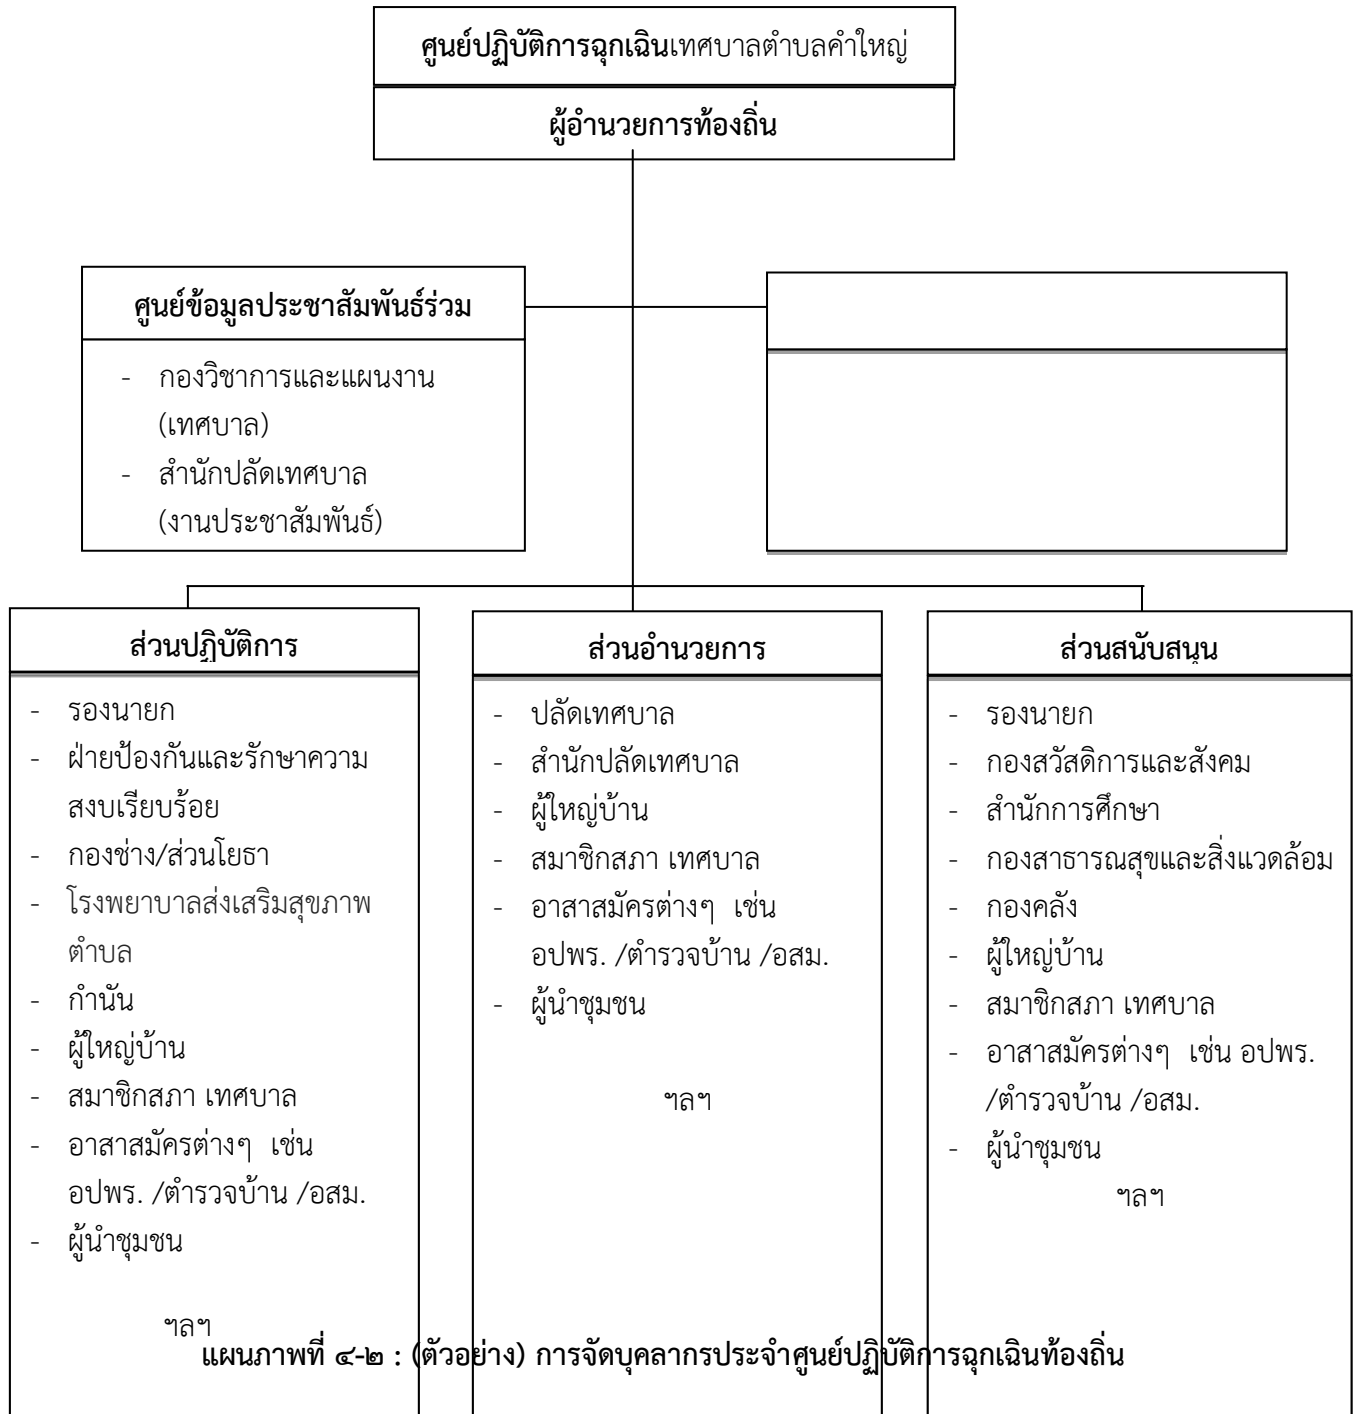 ศูนย์ปฏิบัติการฉุกเฉินเทศบาลตำบลคำใหญ่
ผู้อำนวยการท้องถิ่น
ศูนย์ข้อมูลประชาสัมพันธ์ร่วม
- กองวิชาการและแผนงาน
(เทศบาล)
- สำนักปลัดเทศบาล
(งานประชาสัมพันธ์)
ส่วนปฏิบัติการ
- รองนายก
- ฝ่ายป้องกันและรักษาความ
สงบเรียบร้อย
- กองช่าง/ส่วนโยธา
- โรงพยาบาลส่งเสริมสุขภาพ
ตำบล
- กำนัน
- ผู้ใหญ่บ้าน
- สมาชิกสภา เทศบาล
- อาสาสมัครต่างๆ เช่น
อปพร. /ตำรวจบ้าน /อสม.
- ผู้นำชุมชน
ฯลฯ
ส่วนอำนวยการ
- ปลัดเทศบาล
- สำนักปลัดเทศบาล
- ผู้ใหญ่บ้าน
- สมาชิกสภา เทศบาล
- อาสาสมัครต่างๆ เช่น
อปพร. /ตำรวจบ้าน /อสม.
- ผู้นำชุมชน
ฯลฯ
ส่วนสนับสนุน
- รองนายก
- กองสวัสดิการและสังคม
- สำนักการศึกษา
- กองสาธารณสุขและสิ่งแวดล้อม
- กองคลัง
- ผู้ใหญ่บ้าน
- สมาชิกสภา เทศบาล
- อาสาสมัครต่างๆ เช่น อปพร.
/ตำรวจบ้าน /อสม.
- ผู้นำชุมชน
ฯลฯ
แผนภาพที่ ๔-๒ : (ตัวอย่าง) การจัดบุคลากรประจำศูนย์ปฏิบัติการฉุกเฉินท้องถิ่น